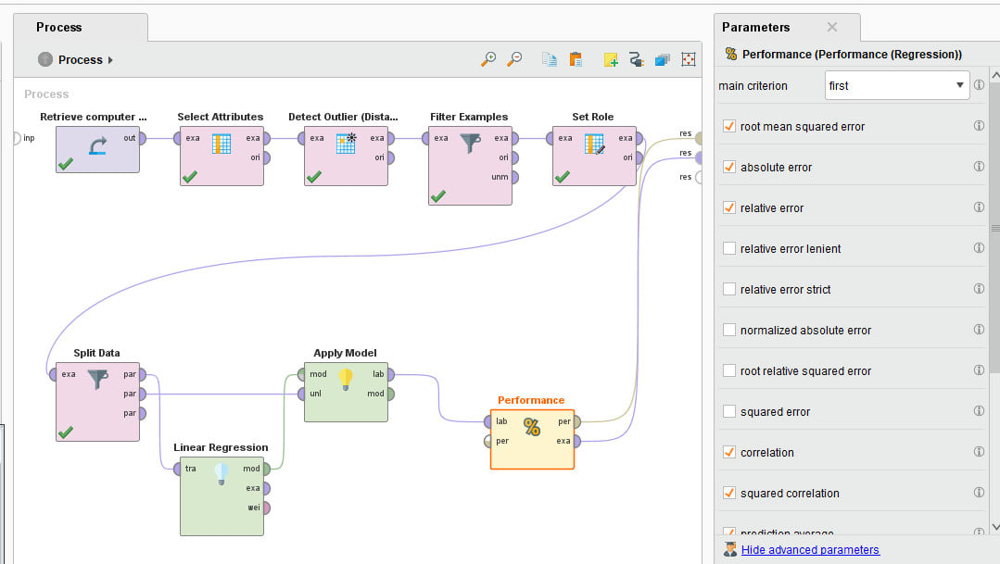 Process
Process
Process
Retrieve computer ...
Select Attributes
Detect Outlier (Dista...
Filter Examples
Set Role
inp
out
exa
exa
ori
exa
exa
ori
exa
exa
ori
unm
exa
exa
ori
res
res
res
Split Data
exa
par
par
par
Apply Model
mod
lab
unl
mod
Performance
lab
per
per
exa
Linear Regression
tra
mod
exa
wei
Parameters
% Performance (Performance (Regression))
main criterion
first
root mean squared error
absolute error
relative error
relative error lenient
relative error strict
normalized absolute error
root relative squared error
squared error
correlation
squared correlation
prediction average
Hide advanced parameters